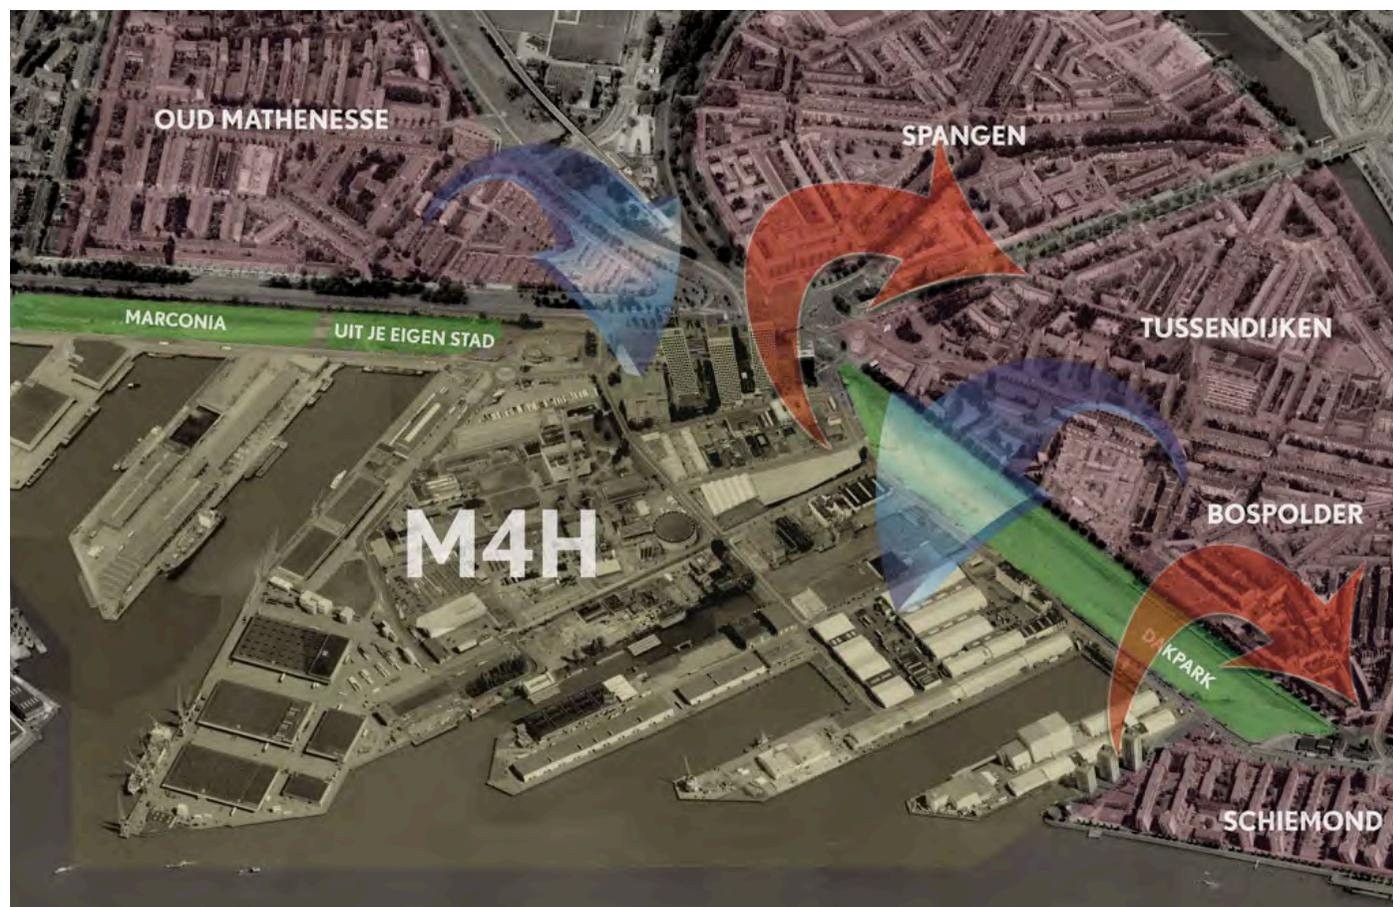 OUD MATHENESSE
SPANGEN
MARCONIA
UIT JE EIGEN STAD
TUSSENDIJKEN
M4H
BOSPOLDER
DAKPARK
SCHIEMOND